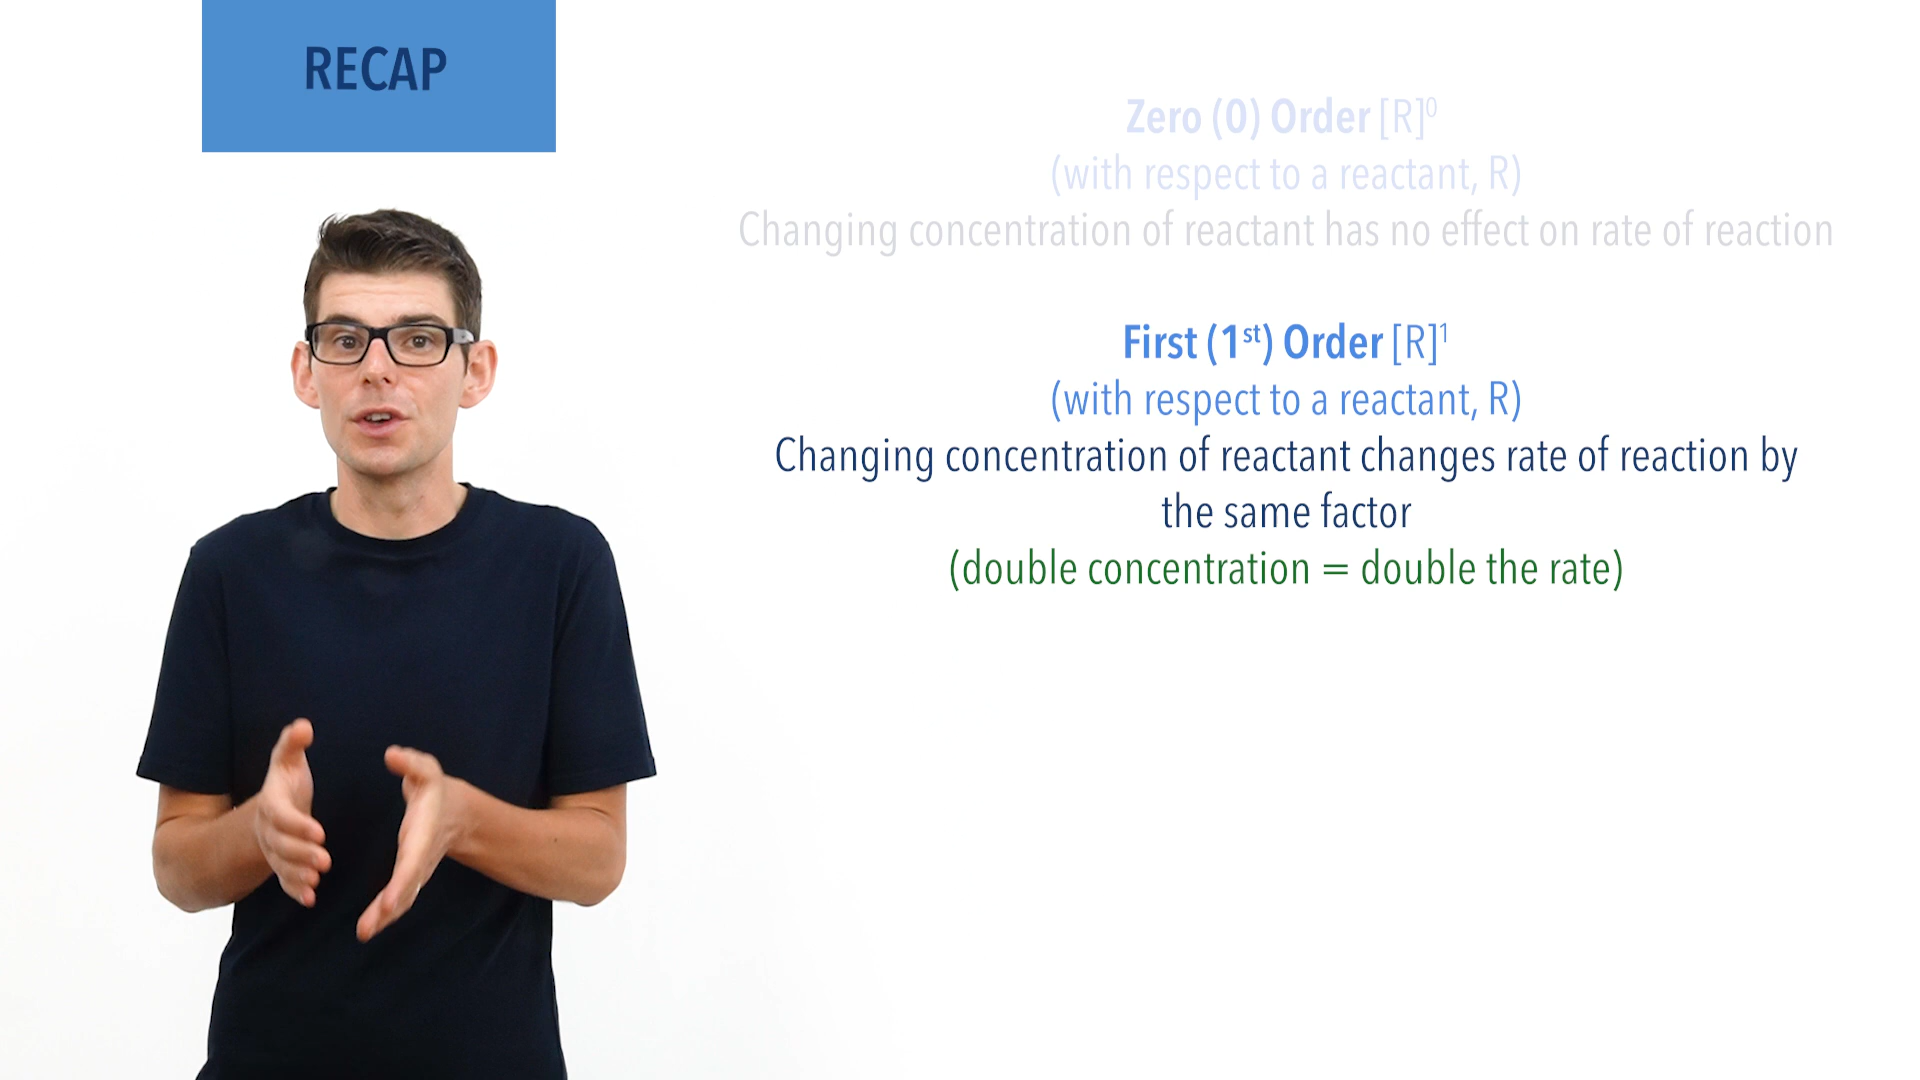 RECAP
Zero (0) Order [R]⁰
(with respect to a reactant, R)
Changing concentration of reactant has no effect on rate of reaction
First (1ˢᵗ) Order [R]¹
(with respect to a reactant, R)
Changing concentration of reactant changes rate of reaction by
the same factor
(double concentration = double the rate)